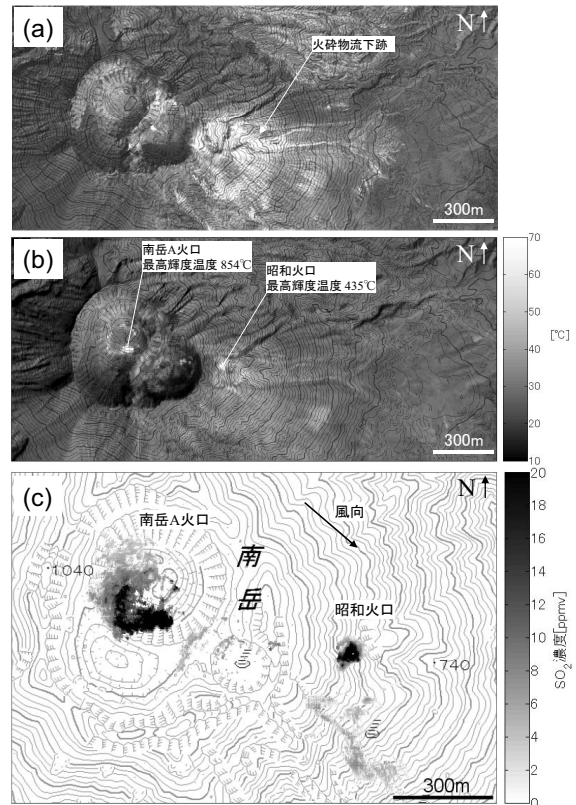 (a)
N↑
火砕物流下跡
300m
(b)
南岳A火口
最高輝度温度 854℃
昭和火口
最高輝度温度 435℃
N↑
300m
70
60
50
40
30
20
10
[℃]
(c)
N↑
南岳A火口
風向
南岳
昭和火口
1040
740
300m
20
18
16
14
12
10
8
6
4
2
0
SO₂濃度[ppmv]